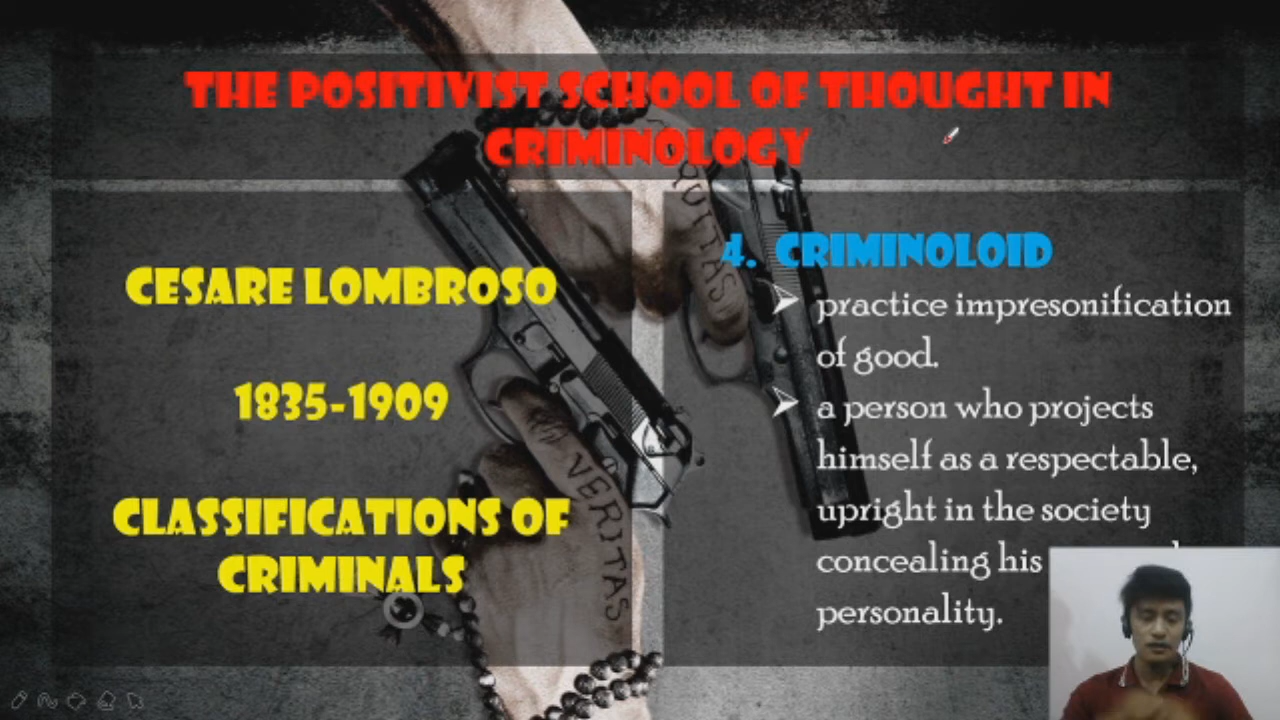 THE POSITIVIST SCHOOL OF THOUGHT IN
CRIMINOLOGY
CESARE LOMBROSO
1835-1909
CLASSIFICATIONS OF
CRIMINALS
4. CRIMINOLOID
practice impresonification
of good.
a person who projects
himself as a respectable,
upright in the society
concealing his
personality.
VERITAS